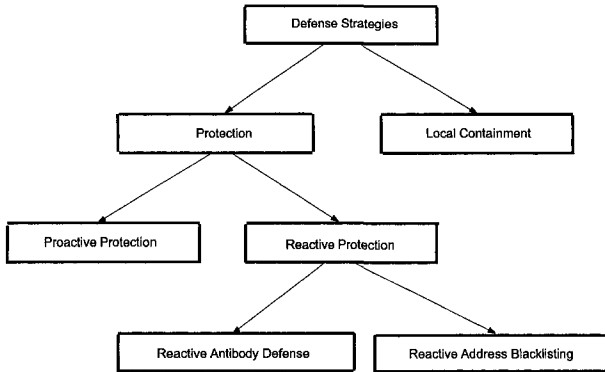 Defense Strategies
Protection
Local Containment
Proactive Protection
Reactive Protection
Reactive Antibody Defense
Reactive Address Blacklisting